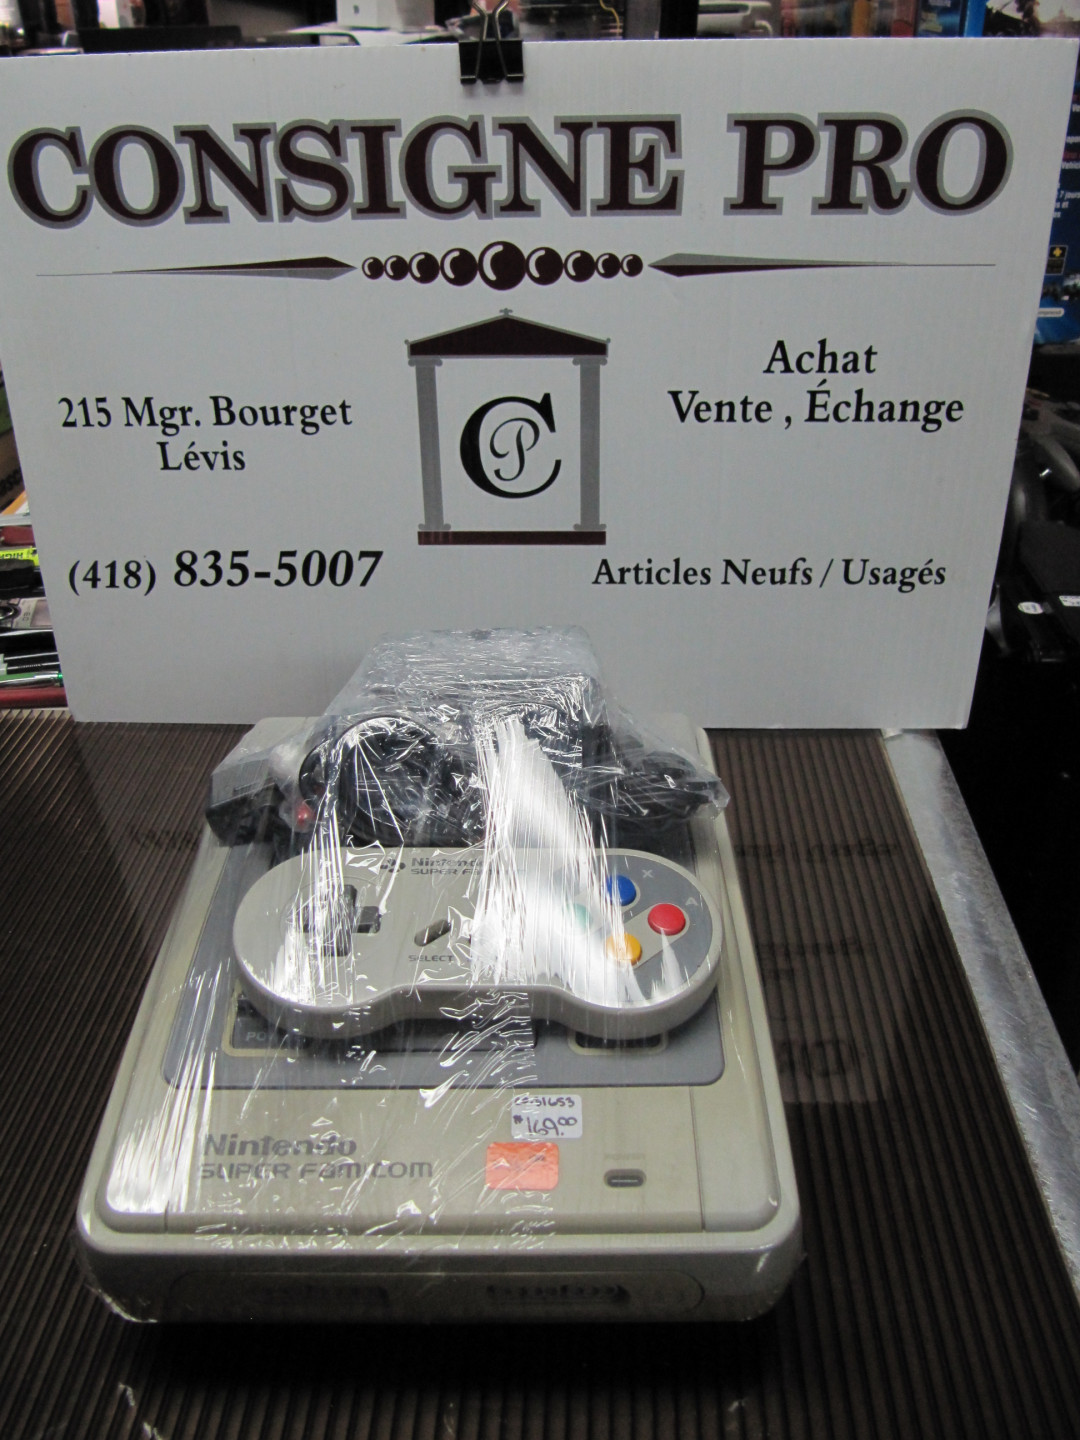 CONSIGNE PRO
215 Mgr. Bourget
Lévis
CP
Achat
Vente , Échange
(418) 835-5007
Articles Neufs / Usagés
Nintendo
SUPER FAMICOM
X
A
SELECT
$169.00
Nintendo
SUPER FAMICOM